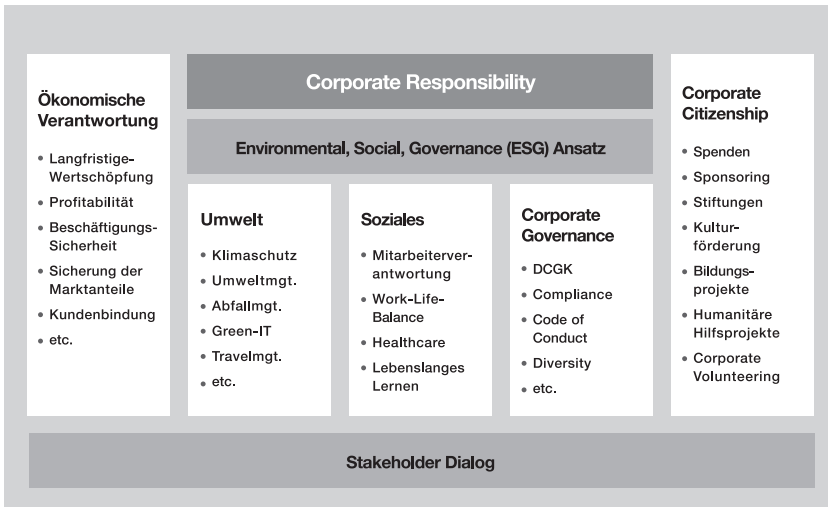 Ökonomische
Verantwortung
• Langfristige-
Wertschöpfung
• Profitabilität
• Beschäftigungs-
Sicherheit
• Sicherung der
Marktanteile
• Kundenbindung
• etc.
Corporate Responsibility
Environmental, Social, Governance (ESG) Ansatz
Umwelt
• Klimaschutz
• Umweltmgt.
• Abfallmgt.
• Green-IT
• Travelmgt.
• etc.
Soziales
• Mitarbeiterver-
antwortung
• Work-Life-
Balance
• Healthcare
• Lebenslanges
Lernen
Corporate
Governance
• DCGK
• Compliance
• Code of
Conduct
• Diversity
• etc.
Corporate
Citizenship
• Spenden
• Sponsoring
• Stiftungen
• Kultur-
förderung
• Bildungs-
projekte
• Humanitäre
Hilfsprojekte
• Corporate
Volunteering
Stakeholder Dialog